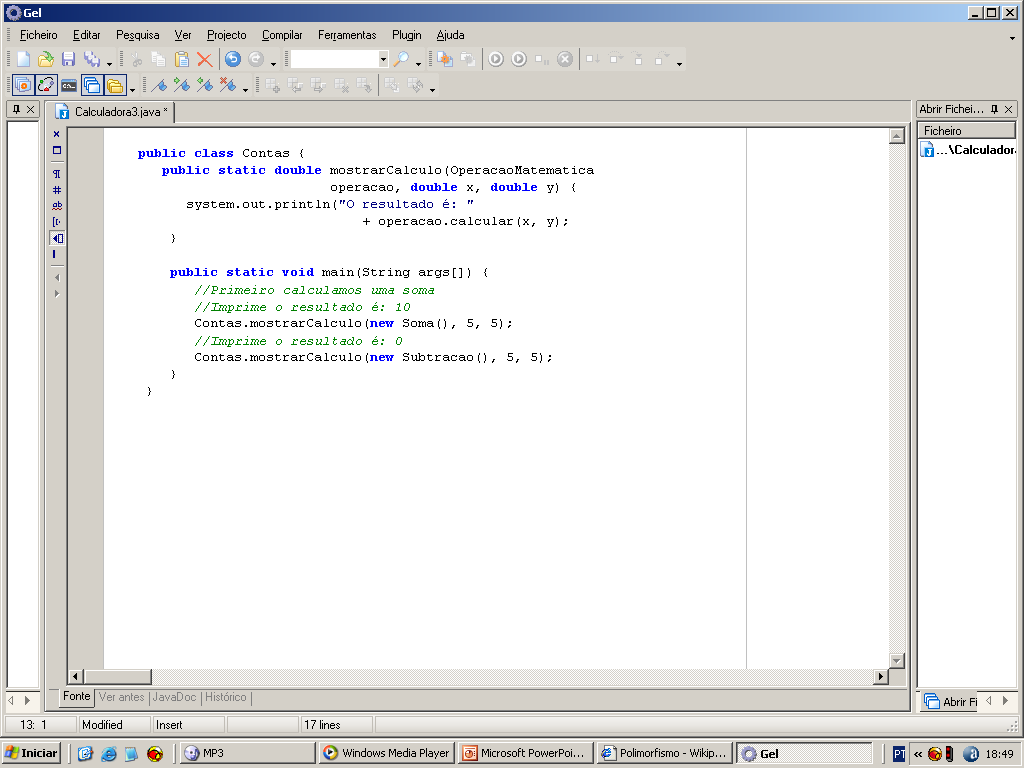 Gel
Ficheiro Editar Pesquisa Ver Projecto Compilar Ferramentas Plugin Ajuda
Calculadora3.java *
Abrir Fichei...
Ficheiro
...\Calculador
public class Contas {
public static double mostrarCalculo(OperacaoMatematica
operacao, double x, double y) {
system.out.println("O resultado é: "
+ operacao.calcular(x, y);
}
public static void main(String args[]) {
//Primeiro calculamos uma soma
//Imprime o resultado é: 10
Contas.mostrarCalculo(new Soma(), 5, 5);
//Imprime o resultado é: 0
Contas.mostrarCalculo(new Subtracao(), 5, 5);
}
}
Fonte Ver antes JavaDoc Histórico
Abrir Fi
13: 1 Modified Insert 17 lines
Iniciar MP3 Windows Media Player Microsoft PowerPoi... Polimorfismo - Wikip... Gel PT « 18:49